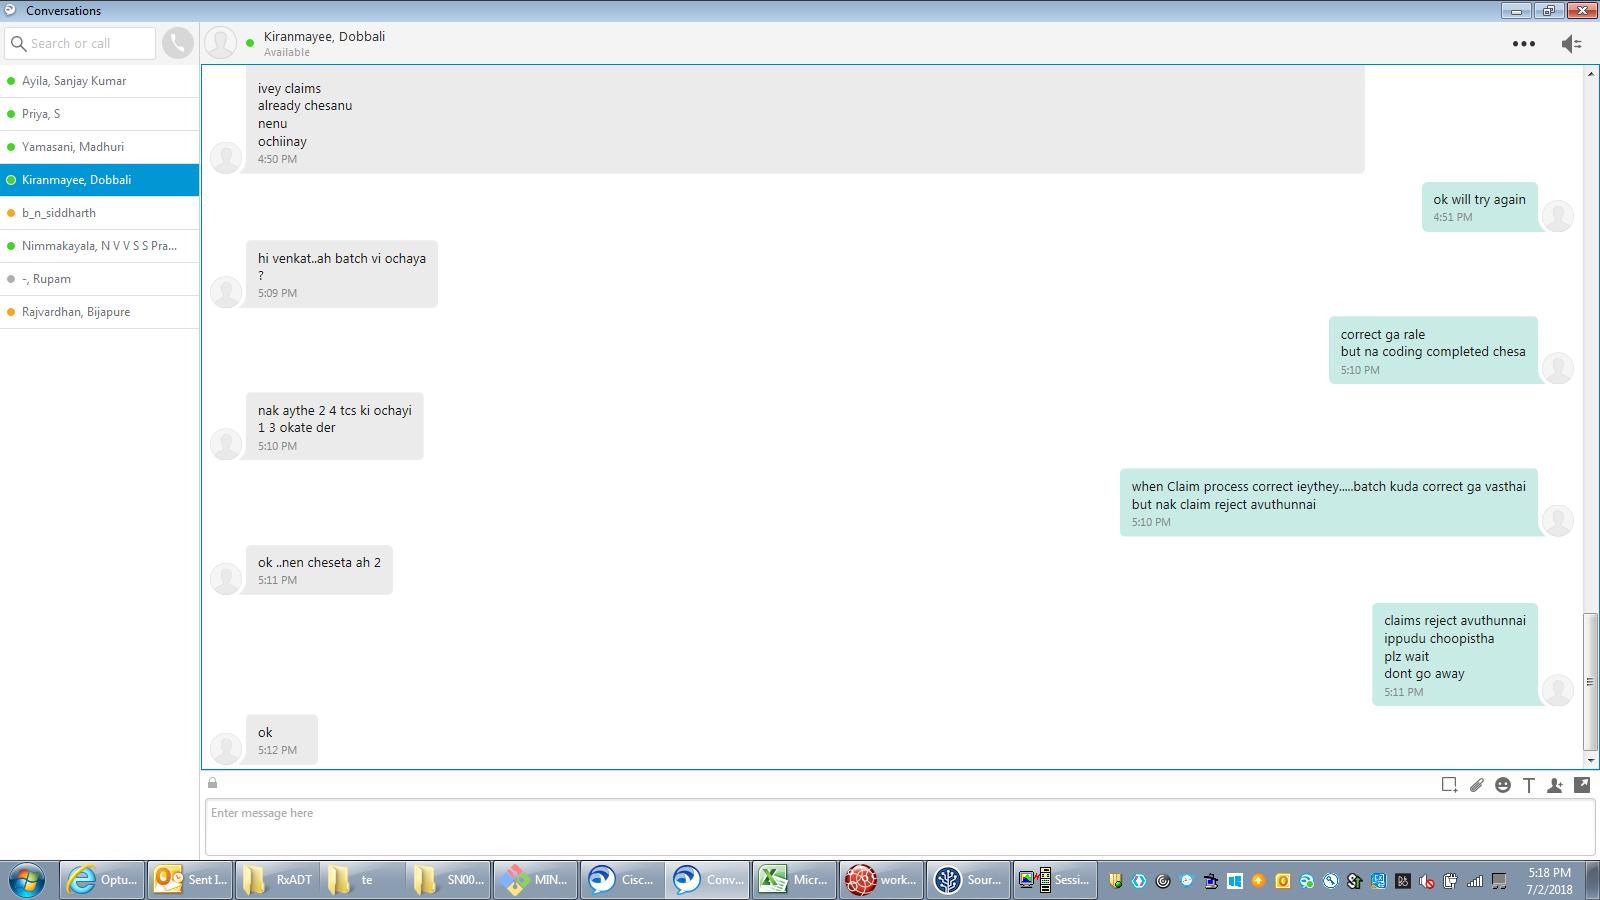 Conversations
Search or call
Kiranmayee, Dobbali
Available
Ayila, Sanjay Kumar
Priya, S
Yamasani, Madhuri
Kiranmayee, Dobbali
b_n_siddharth
Nimmakayala, N V V S S Pra...
-, Rupam
Rajvardhan, Bijapure
ivey claims
already chesanu
nenu
ochiinay
4:50 PM
ok will try again
4:51 PM
hi venkat..ah batch vi ochaya
?
5:09 PM
correct ga rale
but na coding completed chesa
5:10 PM
nak aythe 2 4 tcs ki ochayi
1 3 okate der
5:10 PM
when Claim process correct ieythey.....batch kuda correct ga vasthai
but nak claim reject avuthunnai
5:10 PM
ok ..nen cheseta ah 2
5:11 PM
claims reject avuthunnai
ippudu choopistha
plz wait
dont go away
5:11 PM
ok
5:12 PM
Enter message here
Optu...
Sent I...
RxADT
te
SN00...
MIN...
Cisc...
Conv...
Micr...
work...
Sour...
Sessi...
5:18 PM
7/2/2018